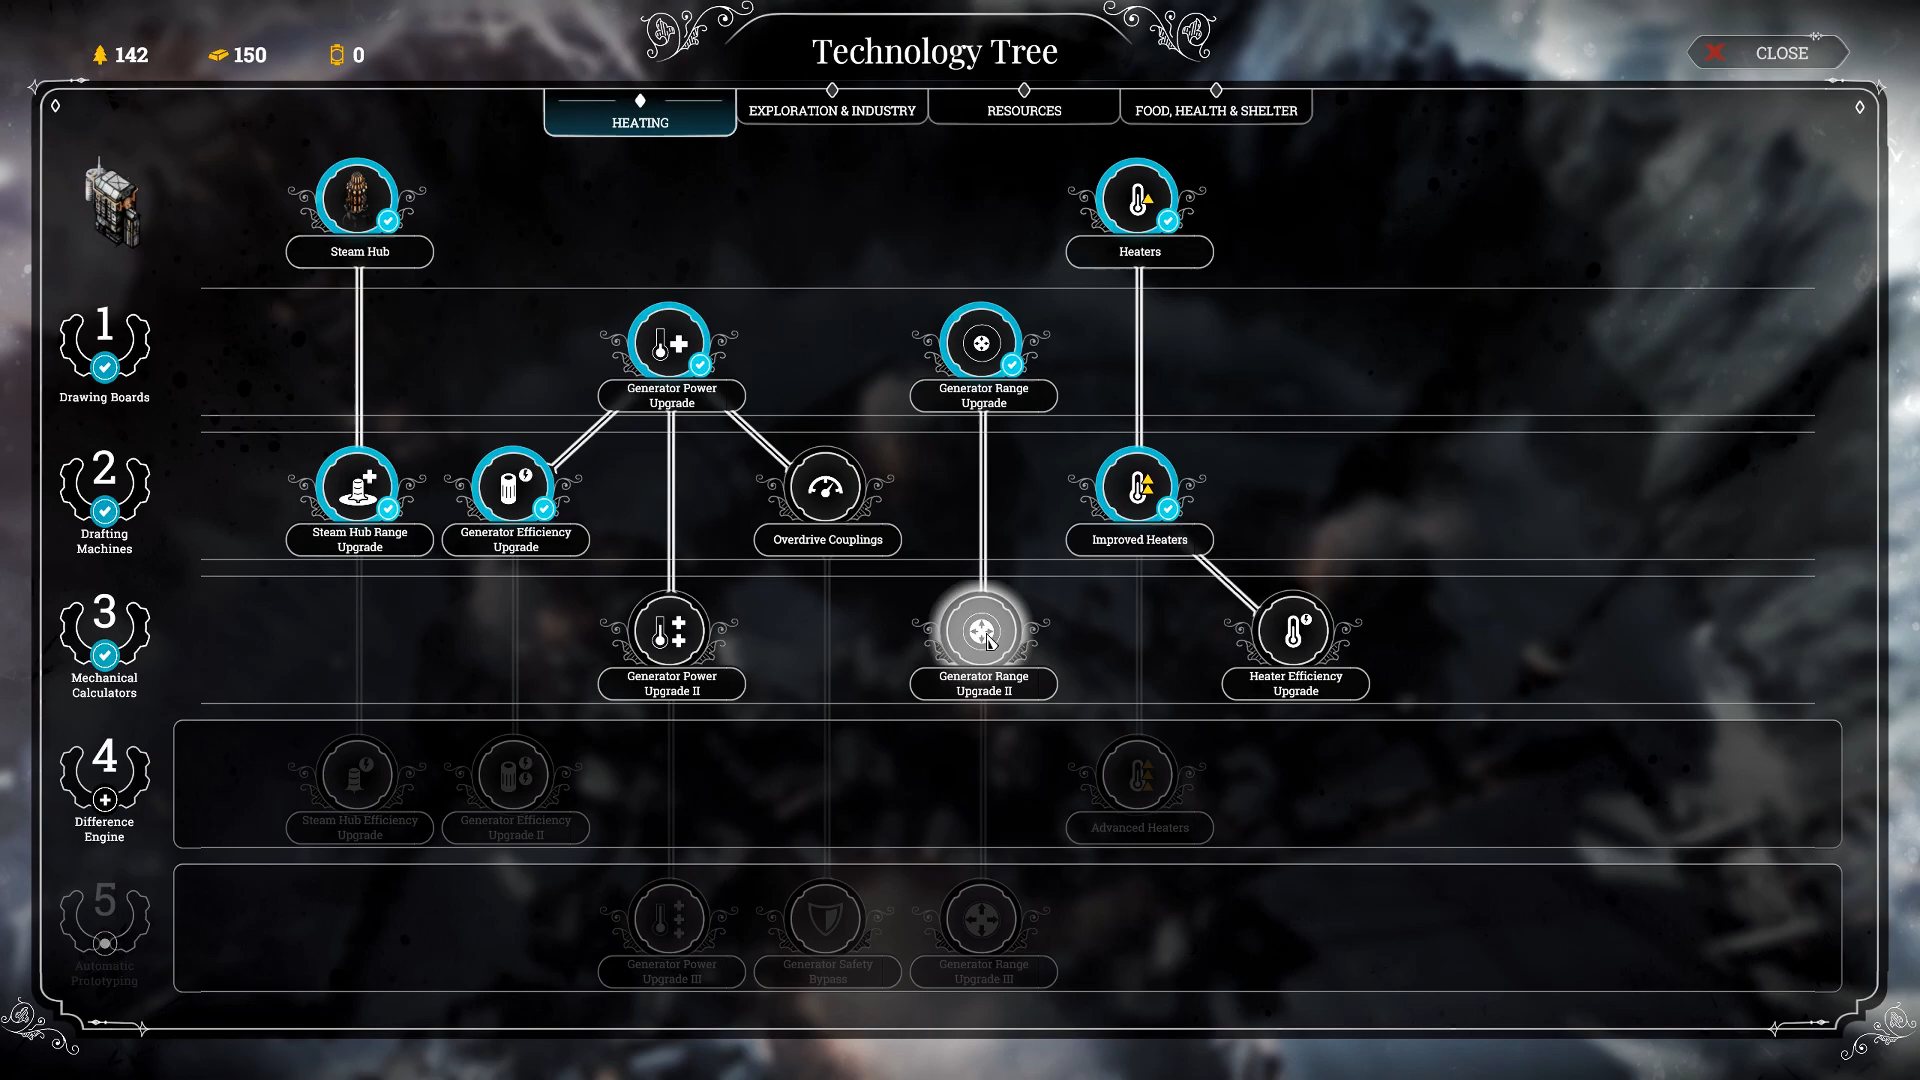 142
150
0
Technology Tree
CLOSE
HEATING
EXPLORATION & INDUSTRY
RESOURCES
FOOD, HEALTH & SHELTER
Steam Hub
Heaters
1
Drawing Boards
Generator Power
Upgrade
Generator Range
Upgrade
2
Drafting
Machines
Steam Hub Range
Upgrade
Generator Efficiency
Upgrade
Overdrive Couplings
Improved Heaters
3
Mechanical
Calculators
Generator Power
Upgrade II
Generator Range
Upgrade II
Heater Efficiency
Upgrade
4
Difference
Engine
Steam Hub Efficiency
Upgrade
Generator Efficiency
Upgrade II
Advanced Heaters
5
Automatic
Prototyping
Generator Power
Upgrade III
Generator Safety
Bypass
Generator Range
Upgrade III